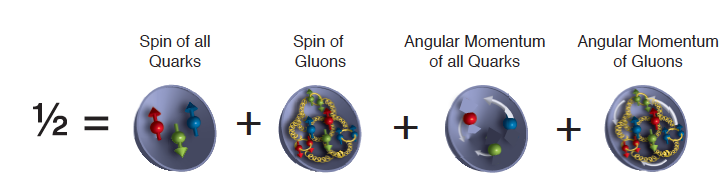 Spin of all
Quarks
Spin of
Gluons
Angular Momentum
of all Quarks
Angular Momentum
of Gluons
½ = + + +